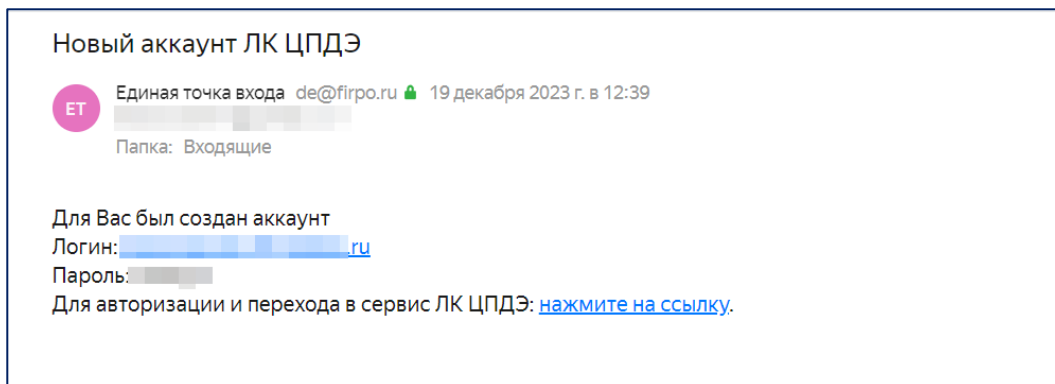 Новый аккаунт ЛК ЦПДЭ
ЕТ
Единая точка входа de@firpo.ru 19 декабря 2023 г. в 12:39
Папка: Входящие
Для Вас был создан аккаунт
Логин: .ru
Пароль:
Для авторизации и перехода в сервис ЛК ЦПДЭ: нажмите на ссылку.